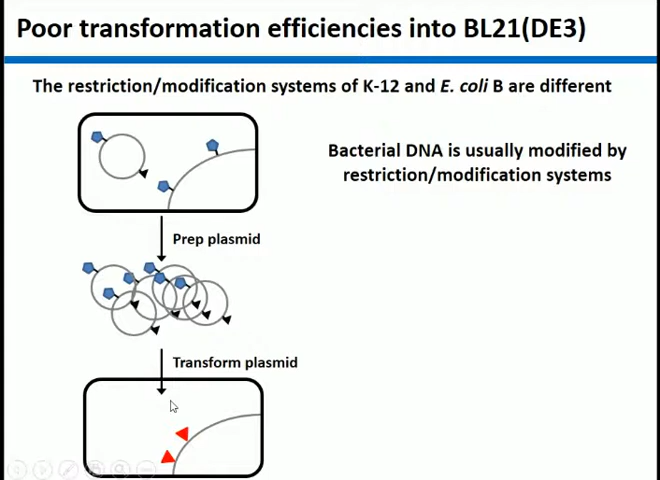 Poor transformation efficiencies into BL21(DE3)
The restriction/modification systems of K-12 and E. coli B are different
Bacterial DNA is usually modified by
restriction/modification systems
Prep plasmid
Transform plasmid